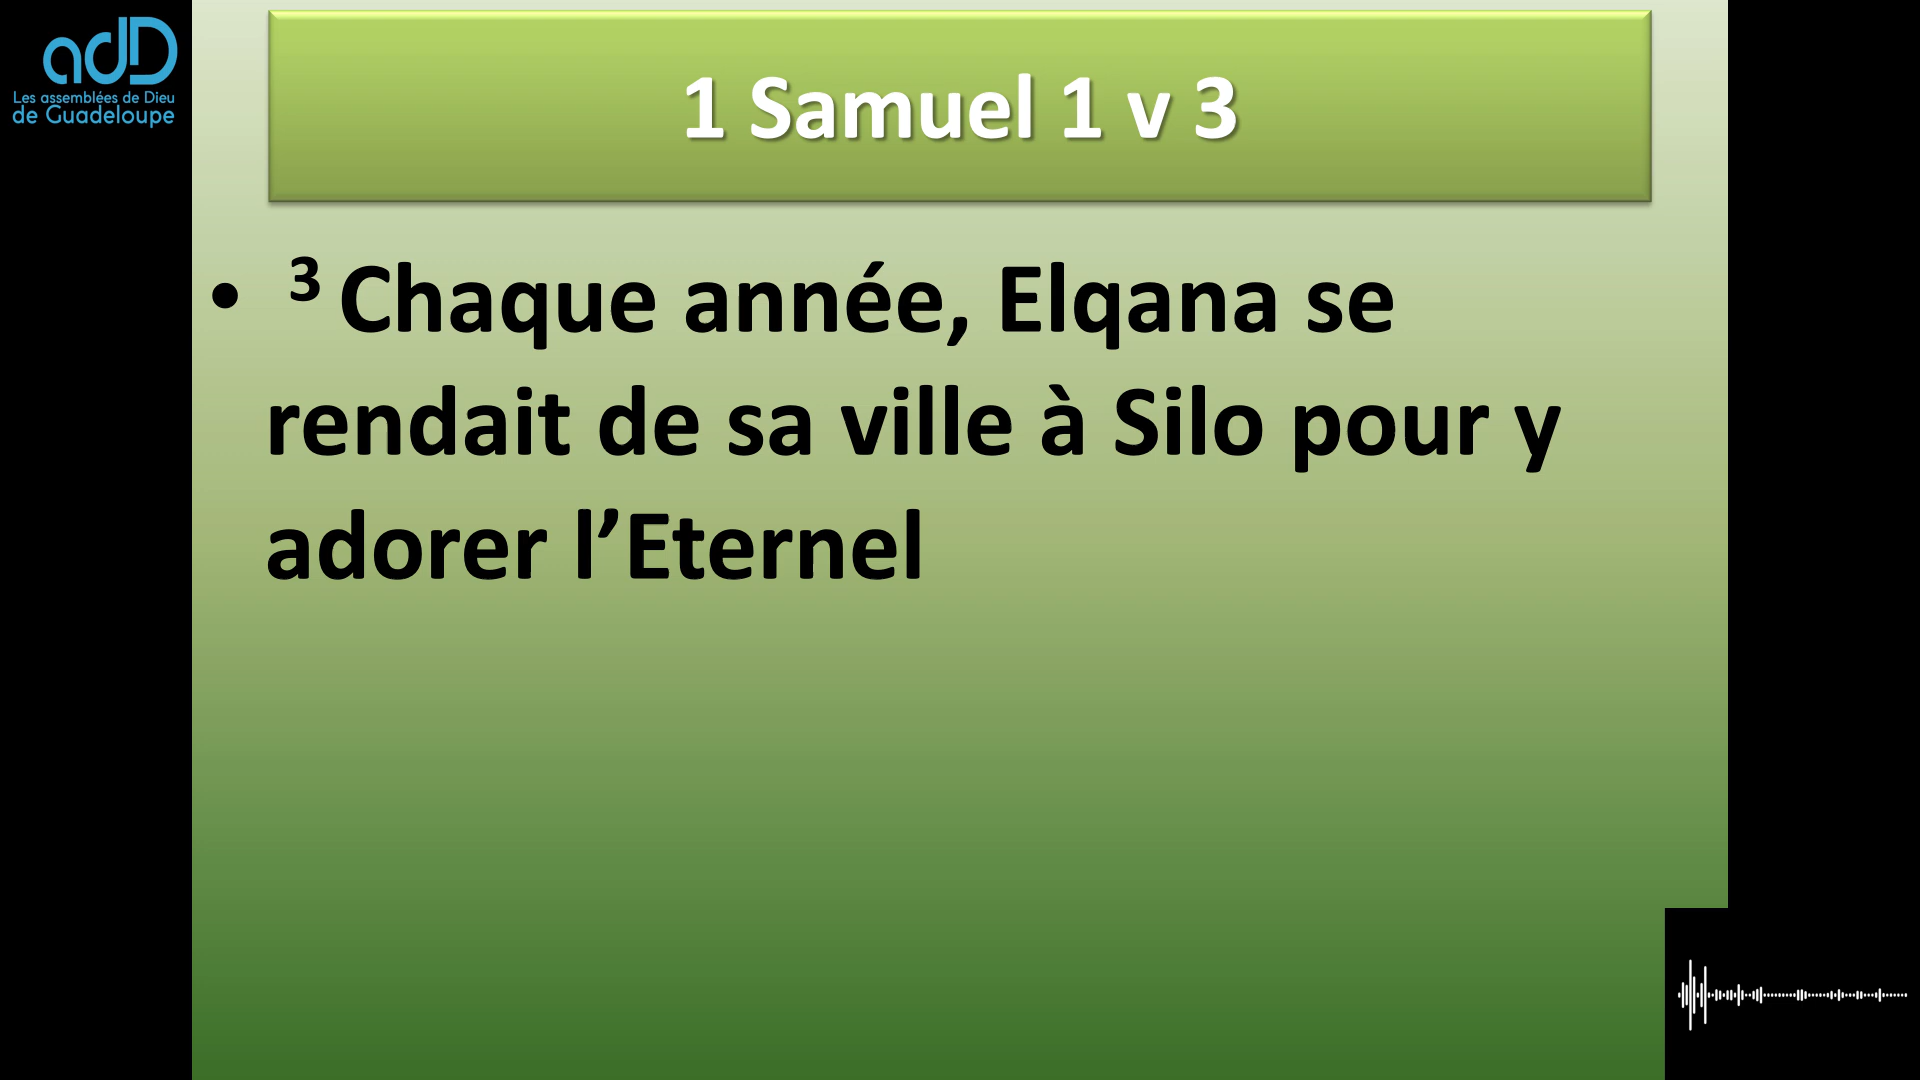 adD
Les assemblées de Dieu
de Guadeloupe
1 Samuel 1 v 3
• ³ Chaque année, Elqana se
rendait de sa ville à Silo pour y
adorer l’Eternel